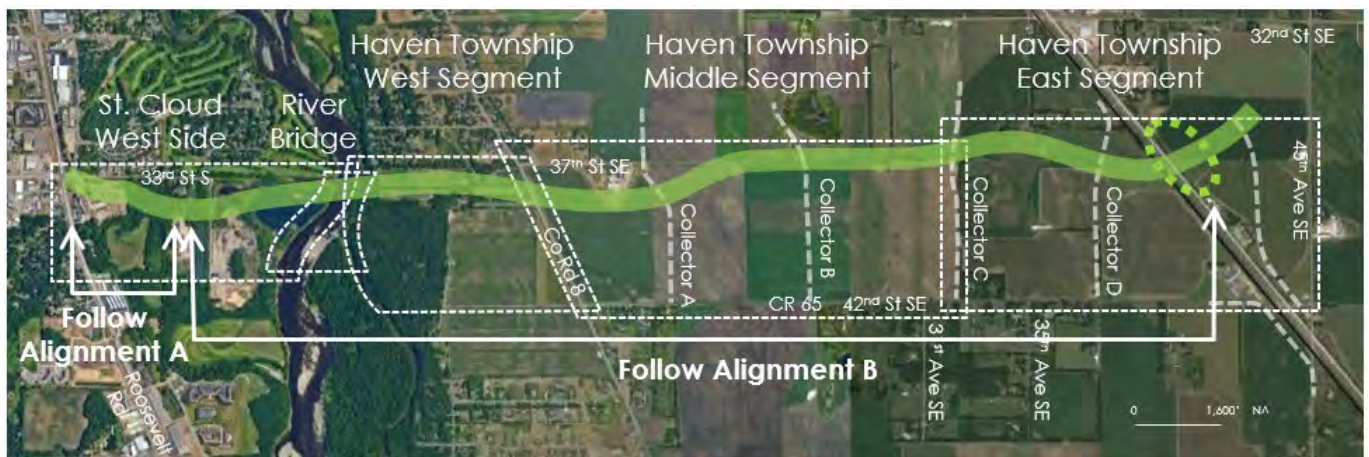 Haven Township
West Segment
Haven Township
Middle Segment
Haven Township
East Segment
32nd St SE
St. Cloud
West Side
River
Bridge
33rd St S
37th St SE
45th Ave SE
Co Rd 8
Collector A
Collector B
Collector C
Collector D
CR 65 42nd St SE
Follow
Alignment A
Follow Alignment B
Roosevelt
Rd
31st Ave SE
35th Ave SE
0 1,600'